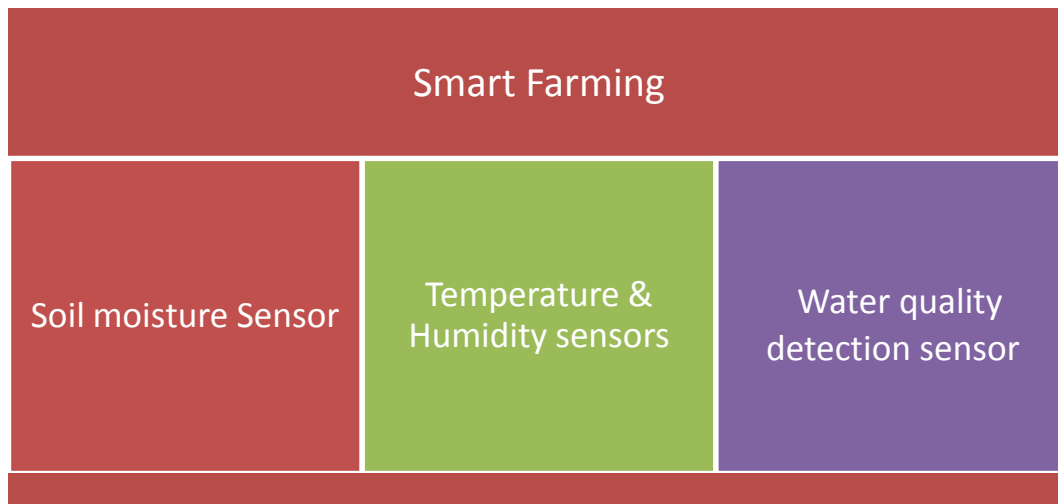 Smart Farming
Soil moisture Sensor
Temperature &
Humidity sensors
Water quality
detection sensor